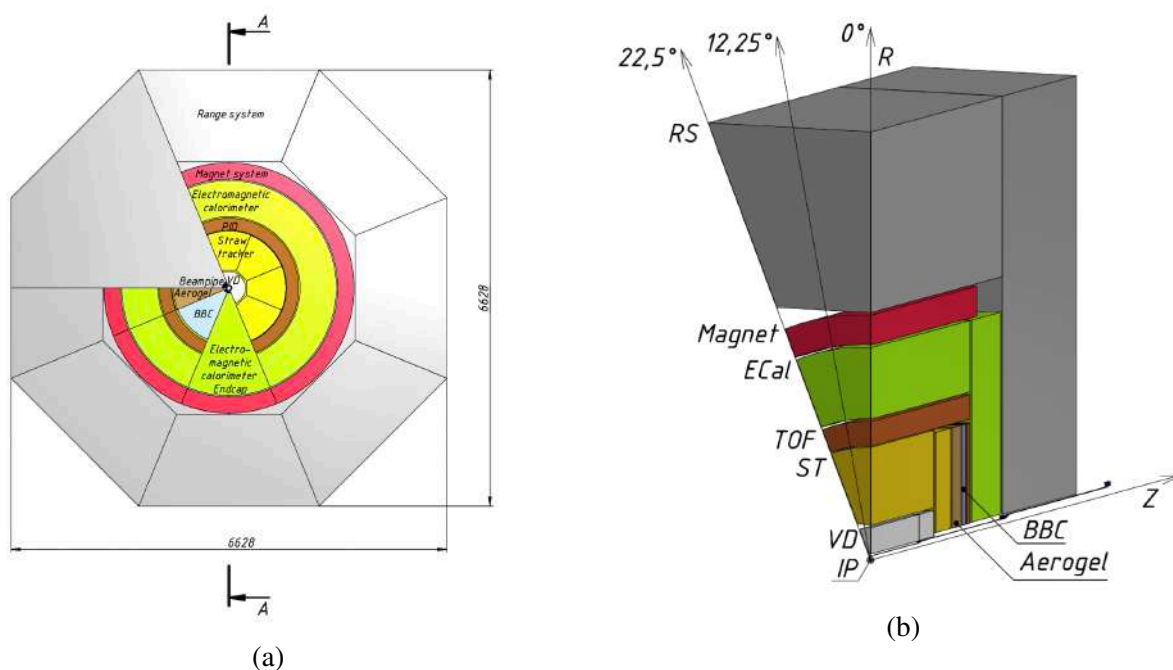 A
Range system
Magnet system
Electromagnetic
calorimeter
PID
Straw
tracker
Beampipe VD
Aerogel
BBC
Electro-
magnetic
calorimeter
Endcap
6628
6628
A
(a)
22,5°
12,25°
0°
R
RS
Magnet
ECal
TOF
ST
VD
IP
Z
BBC
Aerogel
(b)